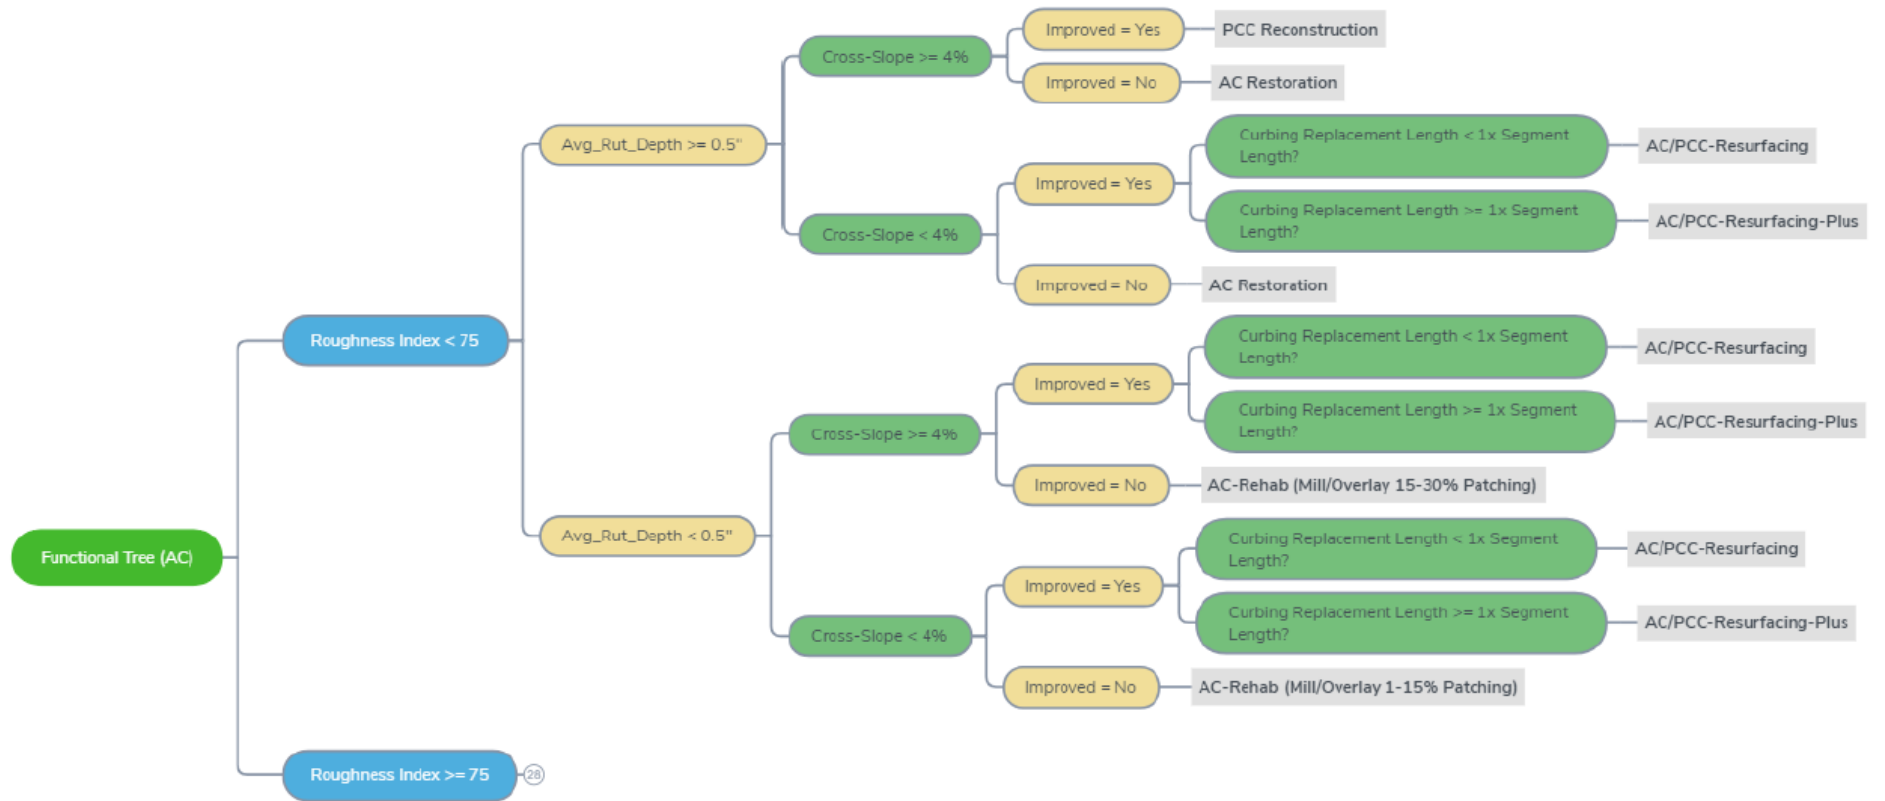 Improved = Yes
PCC Reconstruction
Cross-Slope >= 4%
Improved = No
AC Restoration
Avg_Rut_Depth >= 0.5"
Curbing Replacement Length < 1x Segment
Length?
AC/PCC-Resurfacing
Improved = Yes
Curbing Replacement Length >= 1x Segment
Length?
AC/PCC-Resurfacing-Plus
Cross-Slope < 4%
Improved = No
AC Restoration
Roughness Index < 75
Curbing Replacement Length < 1x Segment
Length?
AC/PCC-Resurfacing
Improved = Yes
Curbing Replacement Length >= 1x Segment
Length?
AC/PCC-Resurfacing-Plus
Cross-Slope >= 4%
Improved = No
AC-Rehab (Mill/Overlay 15-30% Patching)
Avg_Rut_Depth < 0.5"
Functional Tree (AC)
Curbing Replacement Length < 1x Segment
Length?
AC/PCC-Resurfacing
Improved = Yes
Curbing Replacement Length >= 1x Segment
Length?
AC/PCC-Resurfacing-Plus
Cross-Slope < 4%
Improved = No
AC-Rehab (Mill/Overlay 1-15% Patching)
Roughness Index >= 75
28